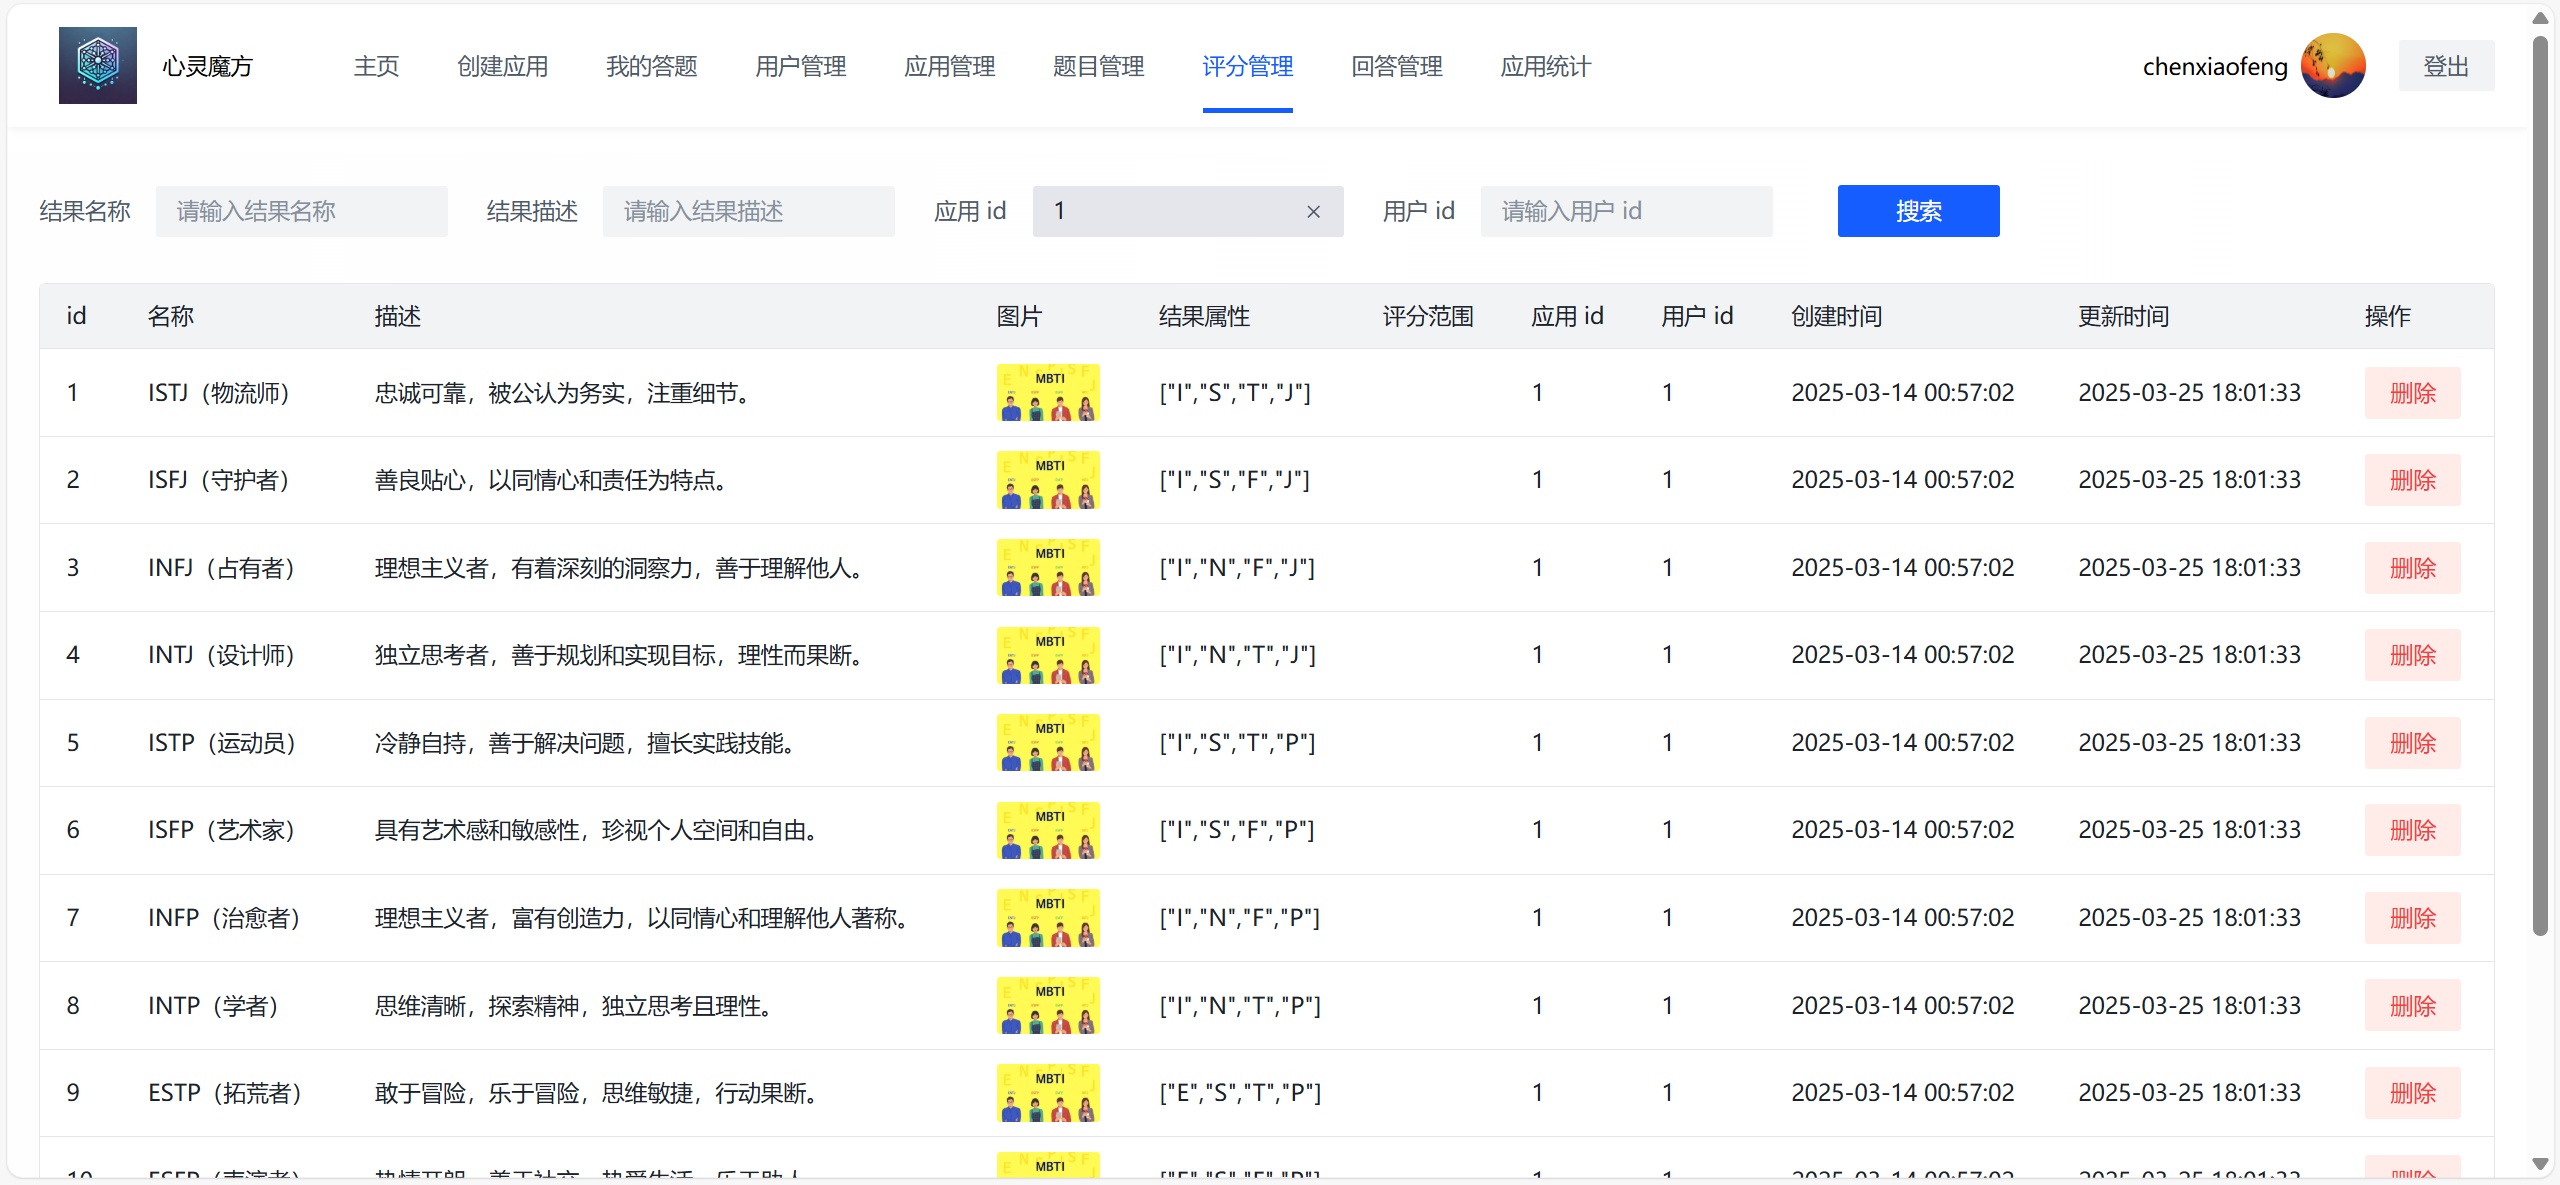 心灵魔方 主页 创建应用 我的答题 用户管理 应用管理 题目管理 评分管理 回答管理 应用统计 chenxiaofeng 登出
结果名称 请输入结果名称 结果描述 请输入结果描述 应用 id 1 × 用户 id 请输入用户 id 搜索
id 名称 描述 图片 结果属性 评分范围 应用 id 用户 id 创建时间 更新时间 操作
1 ISTJ（物流师） 忠诚可靠，被公认为务实，注重细节。 MBTI ["I","S","T","J"] 1 1 2025-03-14 00:57:02 2025-03-25 18:01:33 删除
2 ISFJ（守护者） 善良贴心，以同情心和责任为特点。 MBTI ["I","S","F","J"] 1 1 2025-03-14 00:57:02 2025-03-25 18:01:33 删除
3 INFJ（占有者） 理想主义者，有着深刻的洞察力，善于理解他人。 MBTI ["I","N","F","J"] 1 1 2025-03-14 00:57:02 2025-03-25 18:01:33 删除
4 INTJ（设计师） 独立思考者，善于规划和实现目标，理性而果断。 MBTI ["I","N","T","J"] 1 1 2025-03-14 00:57:02 2025-03-25 18:01:33 删除
5 ISTP（运动员） 冷静自持，善于解决问题，擅长实践技能。 MBTI ["I","S","T","P"] 1 1 2025-03-14 00:57:02 2025-03-25 18:01:33 删除
6 ISFP（艺术家） 具有艺术感和敏感性，珍视个人空间和自由。 MBTI ["I","S","F","P"] 1 1 2025-03-14 00:57:02 2025-03-25 18:01:33 删除
7 INFP（治愈者） 理想主义者，富有创造力，以同情心和理解他人著称。 MBTI ["I","N","F","P"] 1 1 2025-03-14 00:57:02 2025-03-25 18:01:33 删除
8 INTP（学者） 思维清晰，探索精神，独立思考且理性。 MBTI ["I","N","T","P"] 1 1 2025-03-14 00:57:02 2025-03-25 18:01:33 删除
9 ESTP（拓荒者） 敢于冒险，乐于冒险，思维敏捷，行动果断。 MBTI ["E","S","T","P"] 1 1 2025-03-14 00:57:02 2025-03-25 18:01:33 删除
MBTI